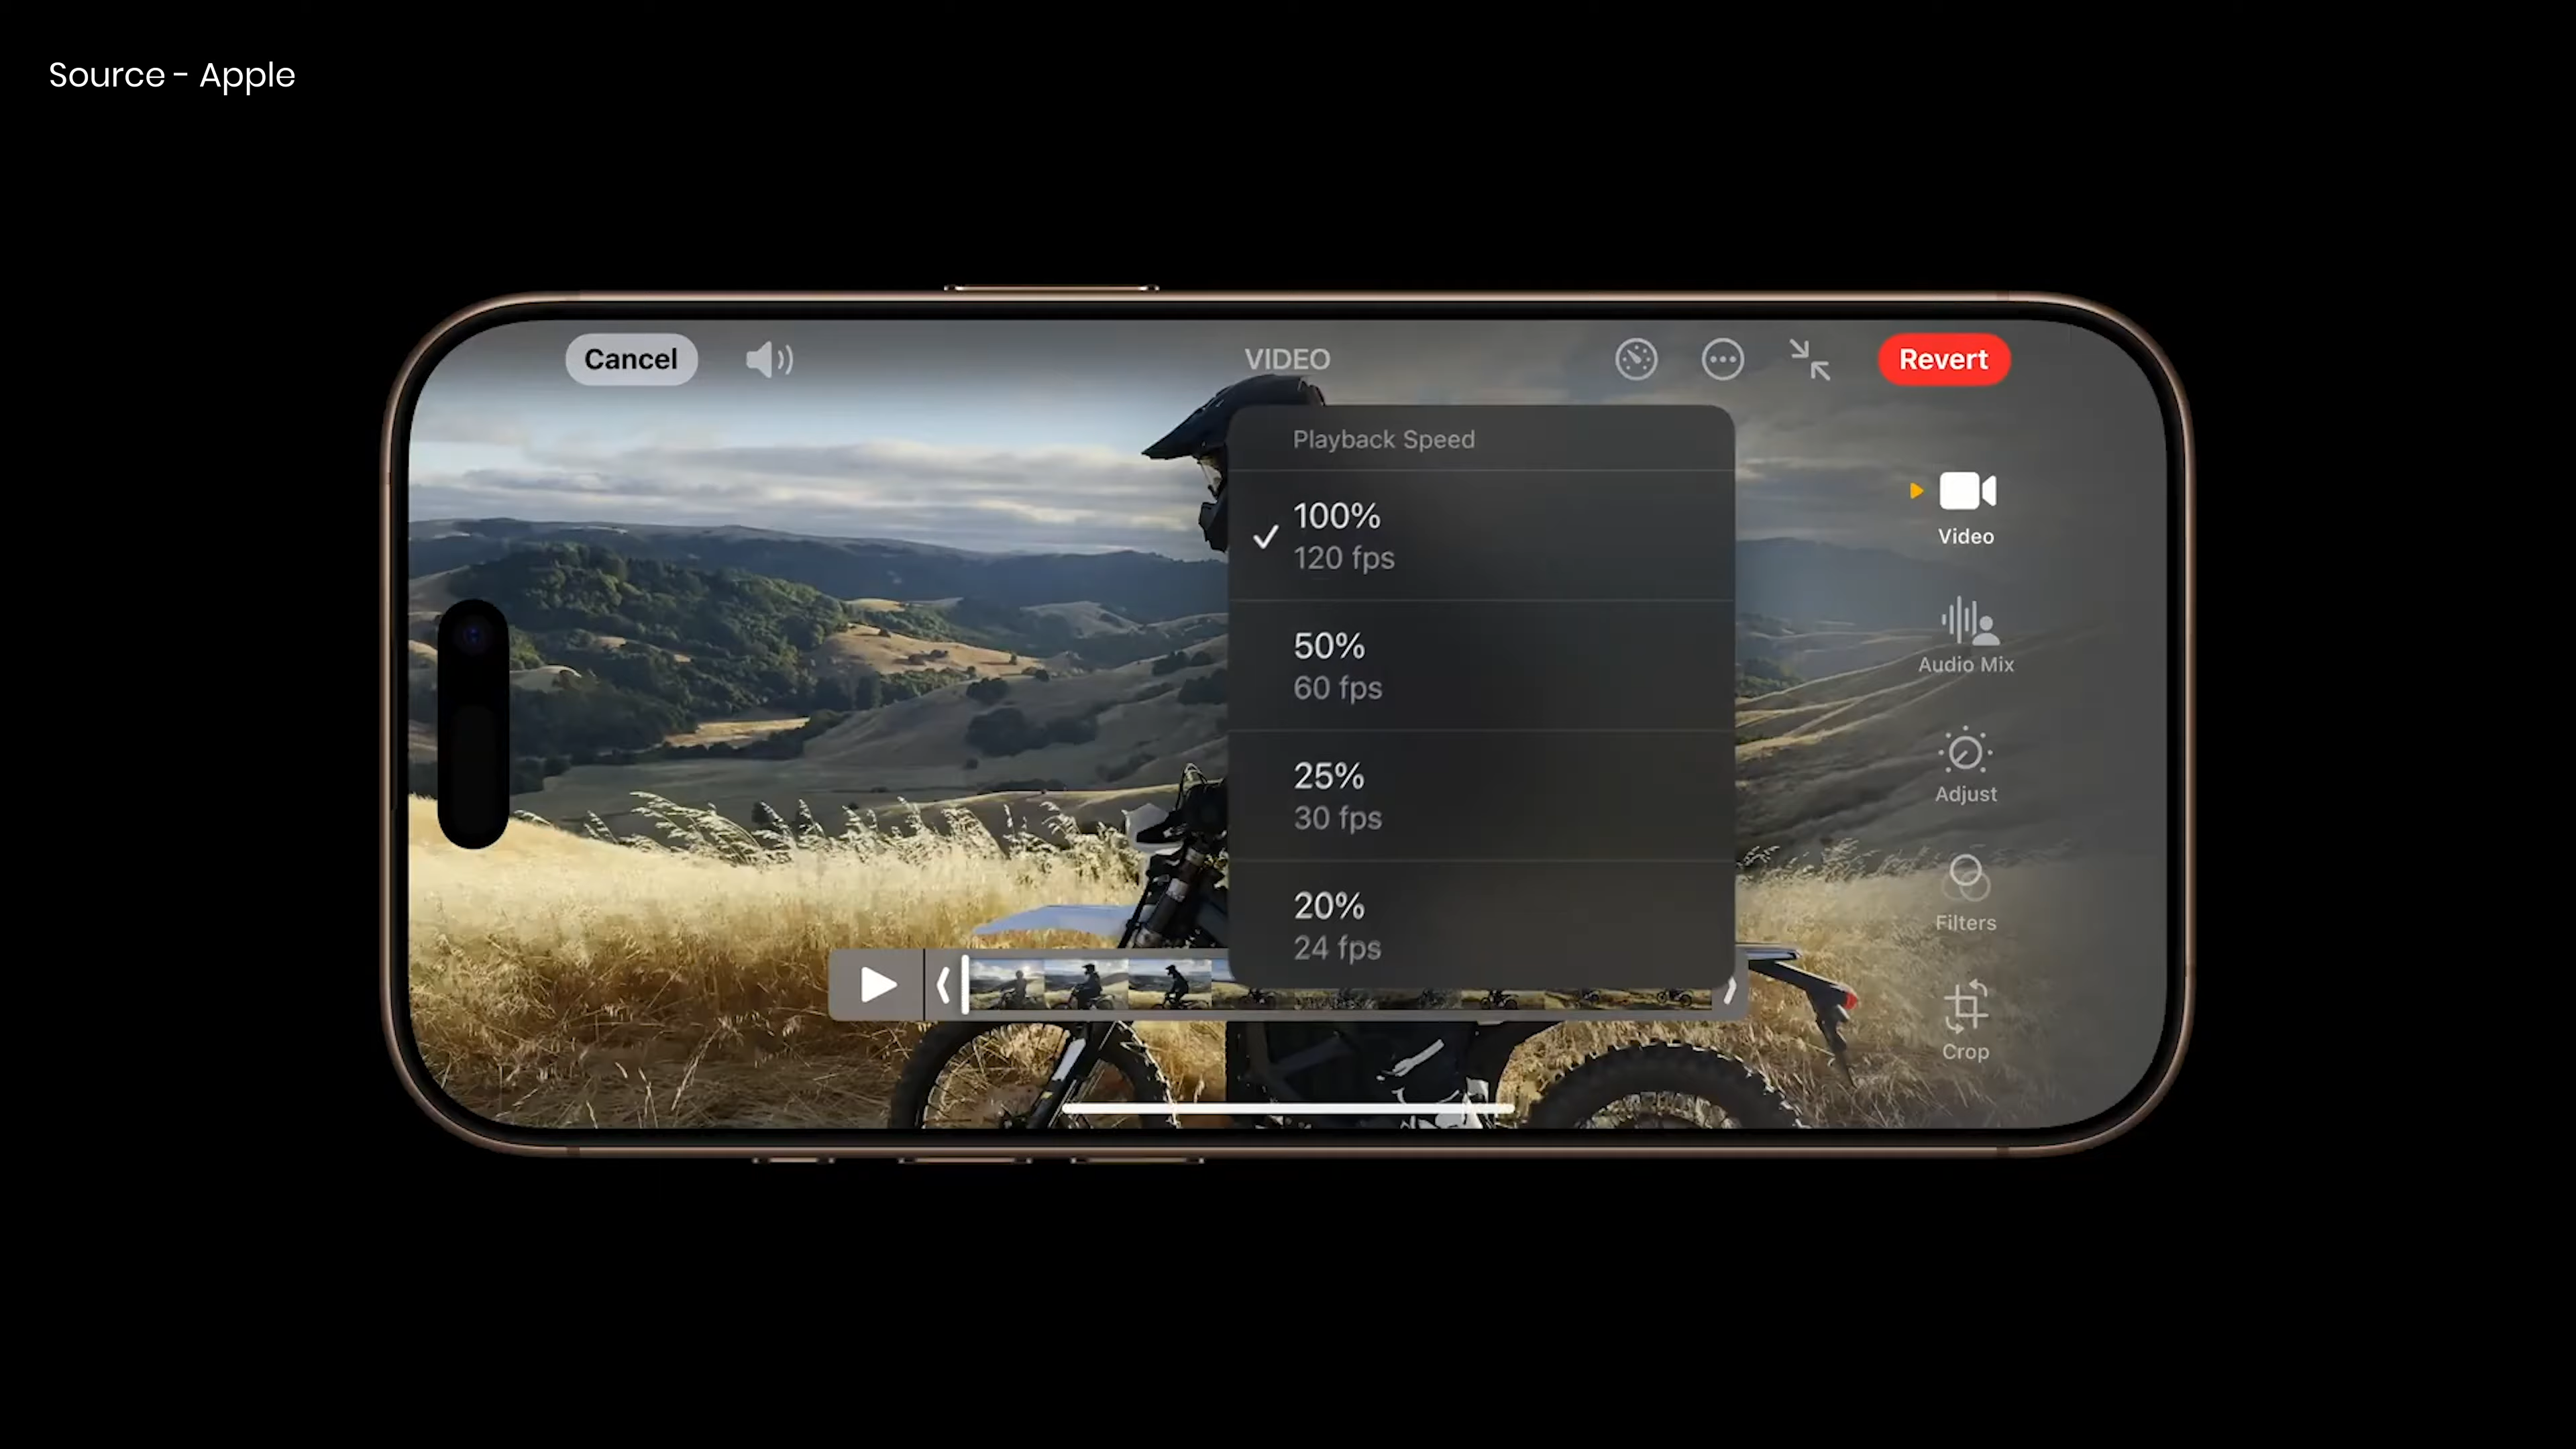 Source - Apple
Cancel
VIDEO
Revert
Playback Speed
100%
120 fps
50%
60 fps
25%
30 fps
20%
24 fps
Video
Audio Mix
Adjust
Filters
Crop